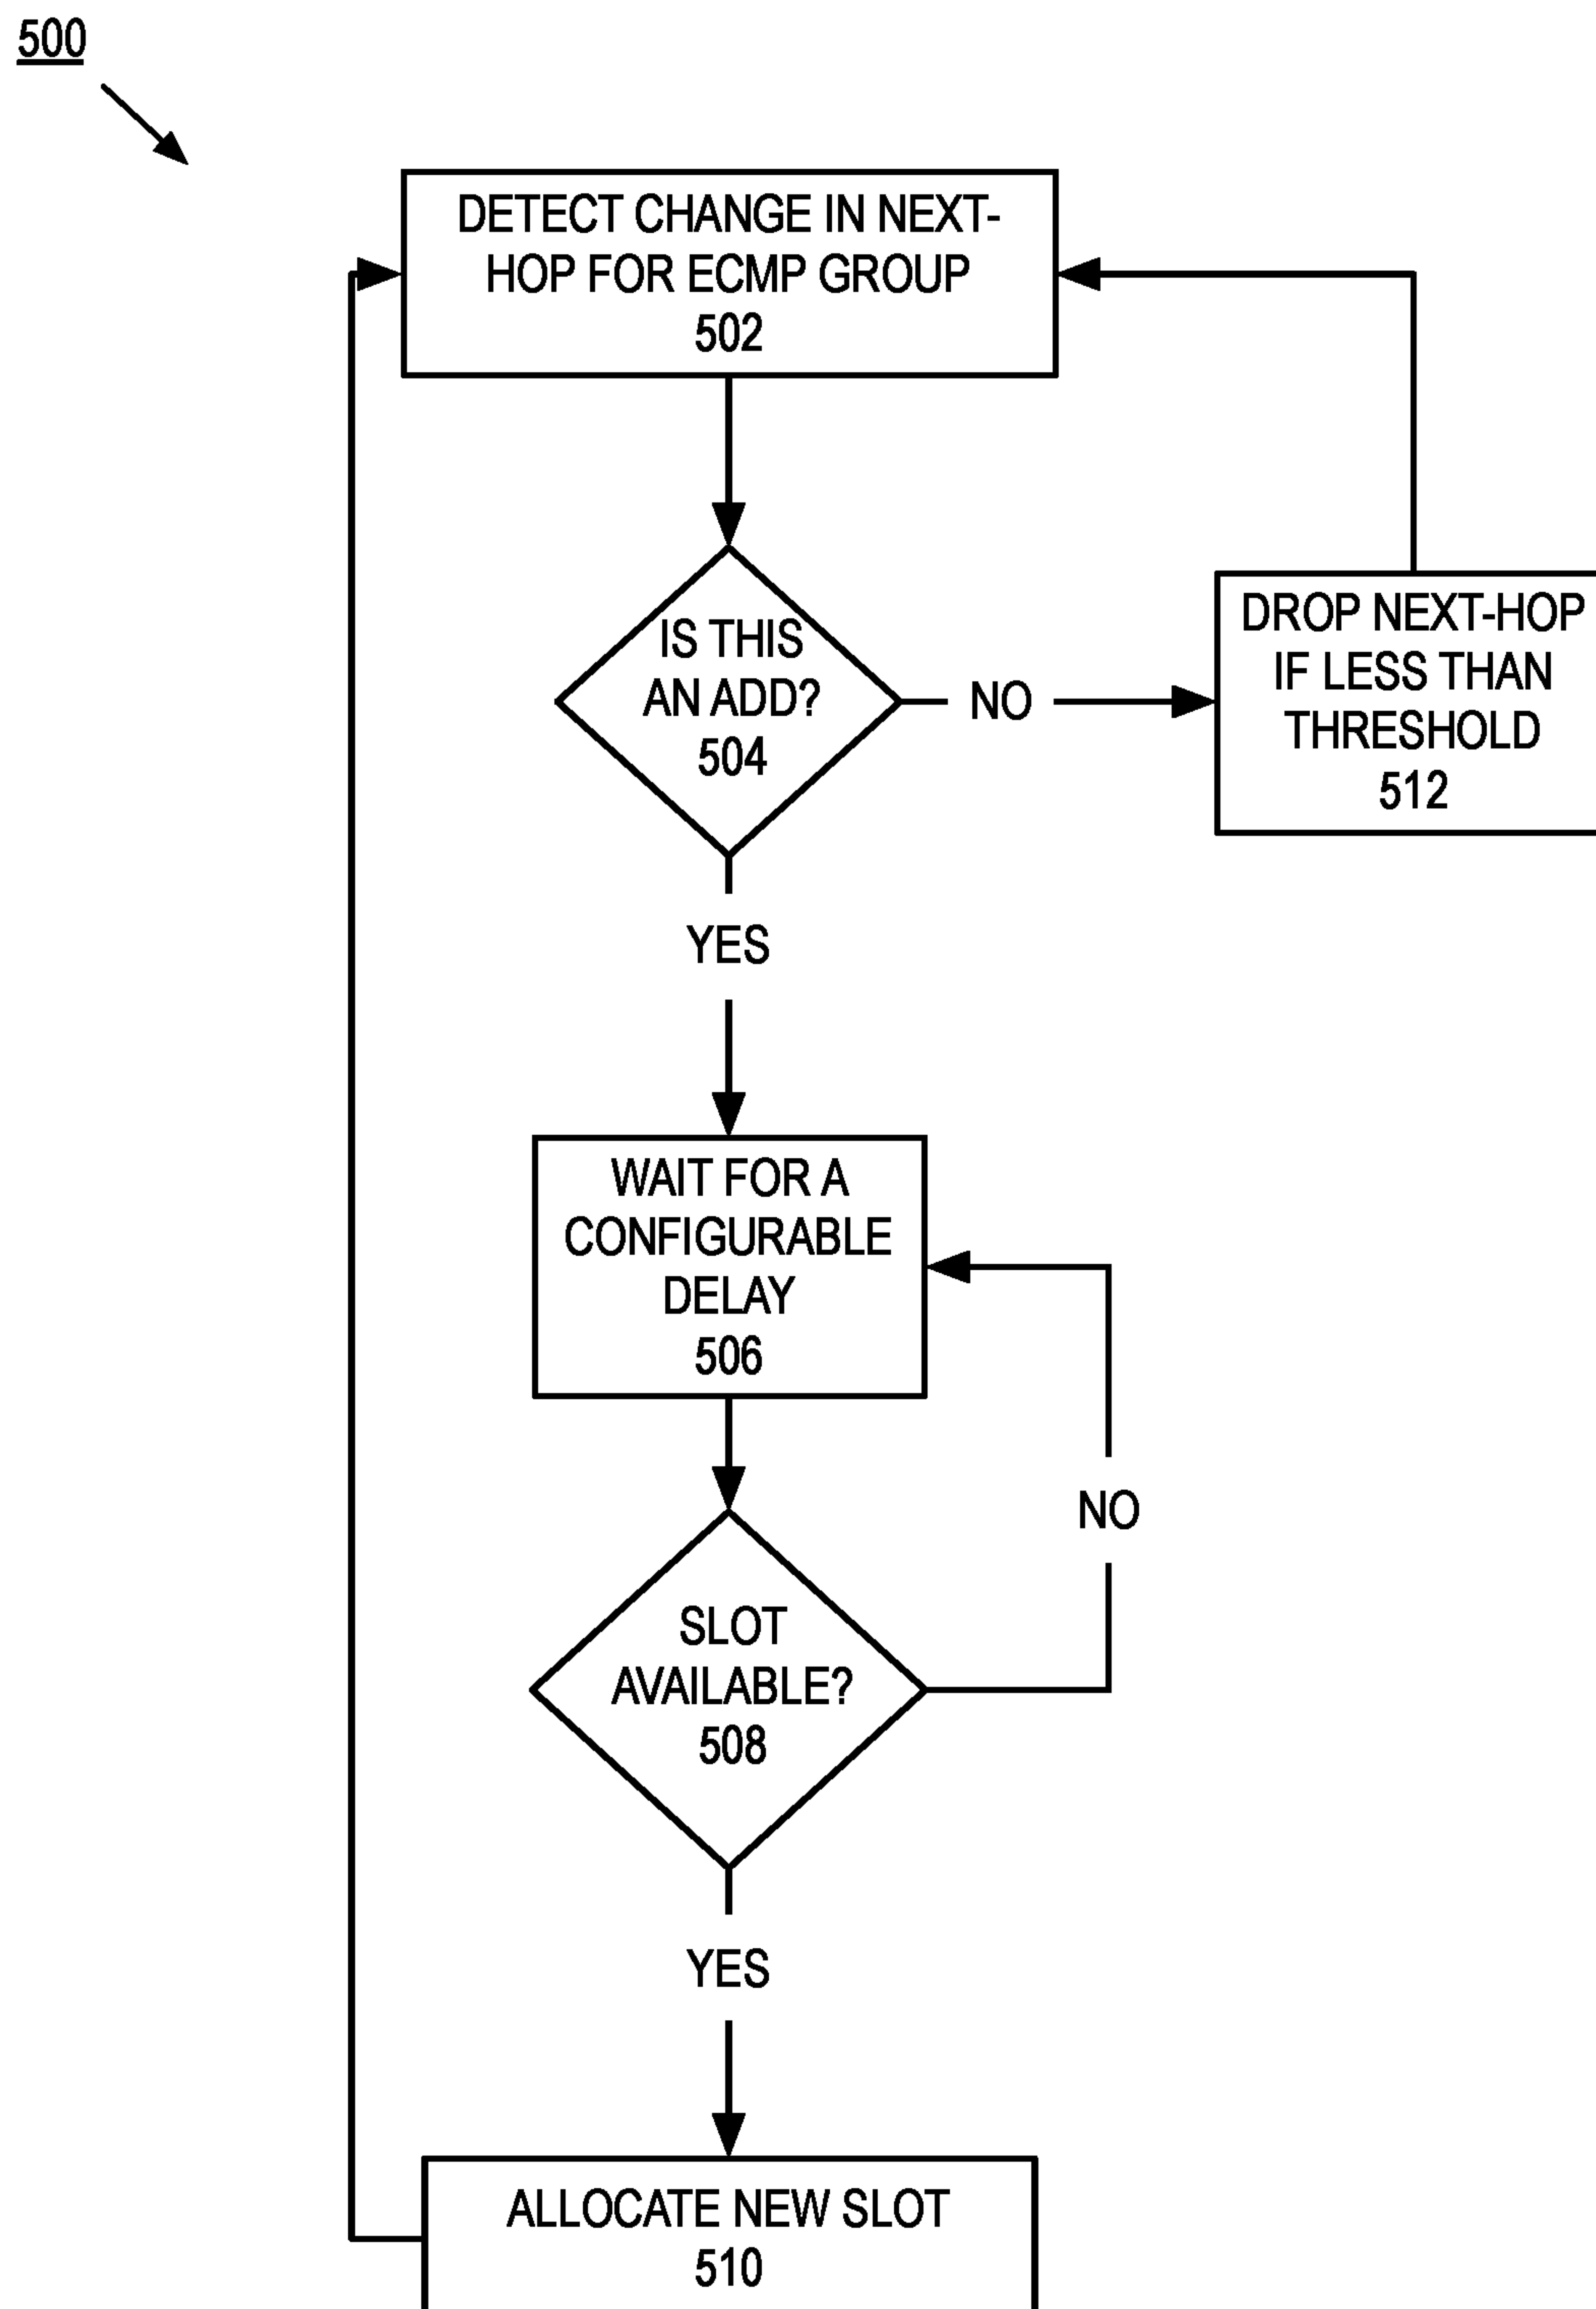 500
DETECT CHANGE IN NEXT-
HOP FOR ECMP GROUP
502
IS THIS
AN ADD?
504
NO
DROP NEXT-HOP
IF LESS THAN
THRESHOLD
512
YES
WAIT FOR A
CONFIGURABLE
DELAY
506
NO
SLOT
AVAILABLE?
508
YES
ALLOCATE NEW SLOT
510